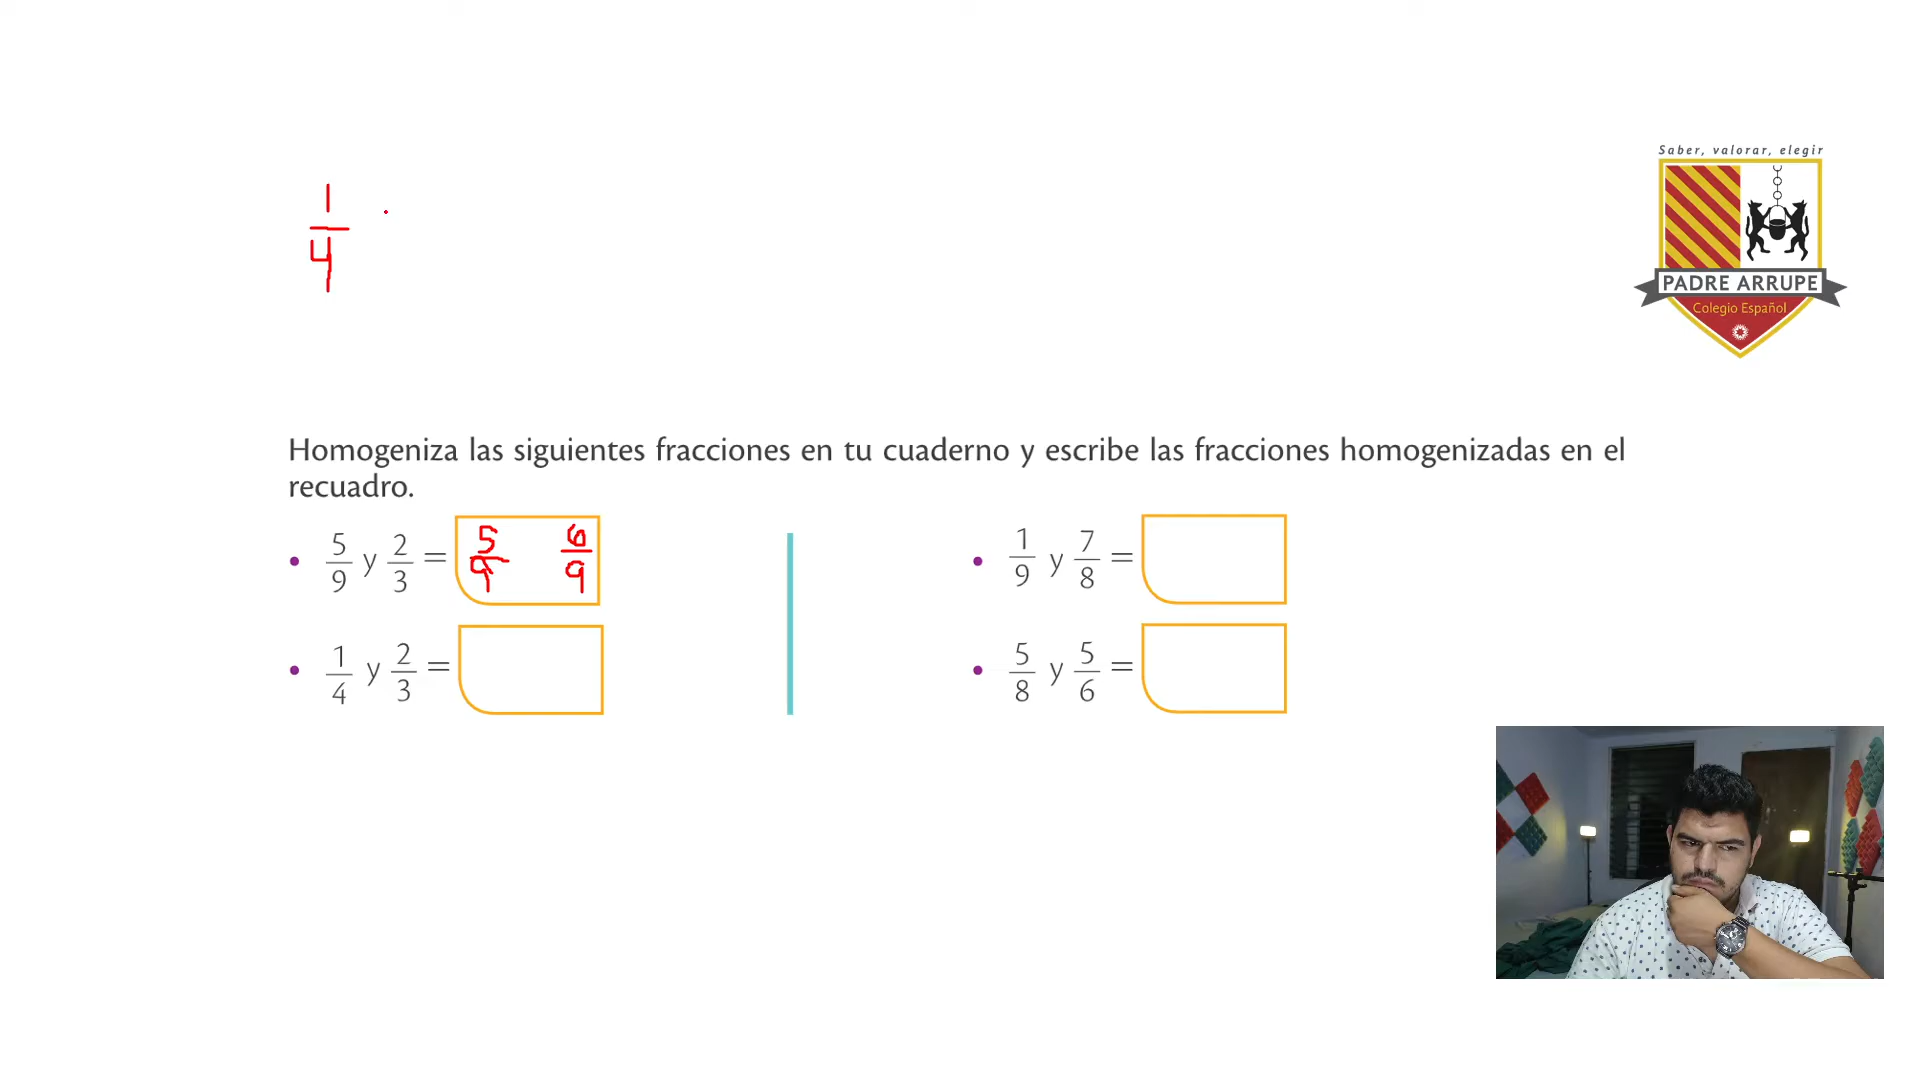 Saber, valorar, elegir
PADRE ARRUPE
Colegio Español
1/4
Homogeniza las siguientes fracciones en tu cuaderno y escribe las fracciones homogenizadas en el
recuadro.
• 5/9 y 2/3 = 5/9 6/9
• 1/4 y 2/3 =
• 1/9 y 7/8 =
• 5/8 y 5/6 =